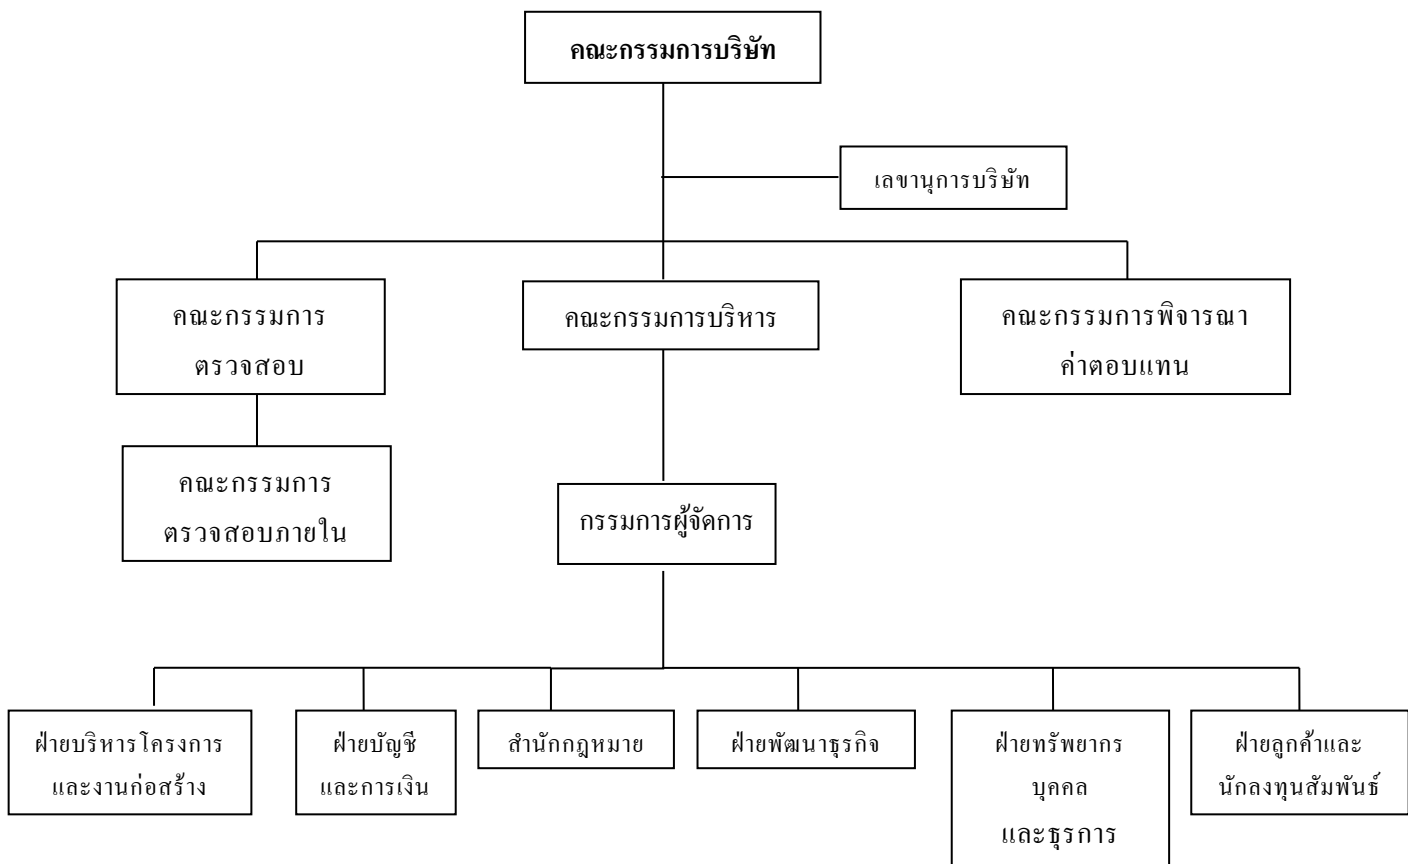 คณะกรรมการบริษัท
เลขานุการบริษัท
คณะกรรมการ
ตรวจสอบ
คณะกรรมการบริหาร
คณะกรรมการพิจารณา
ค่าตอบแทน
คณะกรรมการ
ตรวจสอบภายใน
กรรมการผู้จัดการ
ฝ่ายบริหารโครงการ
และงานก่อสร้าง
ฝ่ายบัญชี
และการเงิน
สำนักกฎหมาย
ฝ่ายพัฒนาธุรกิจ
ฝ่ายทรัพยากร
บุคคล
และธุรการ
ฝ่ายลูกค้าและ
นักลงทุนสัมพันธ์